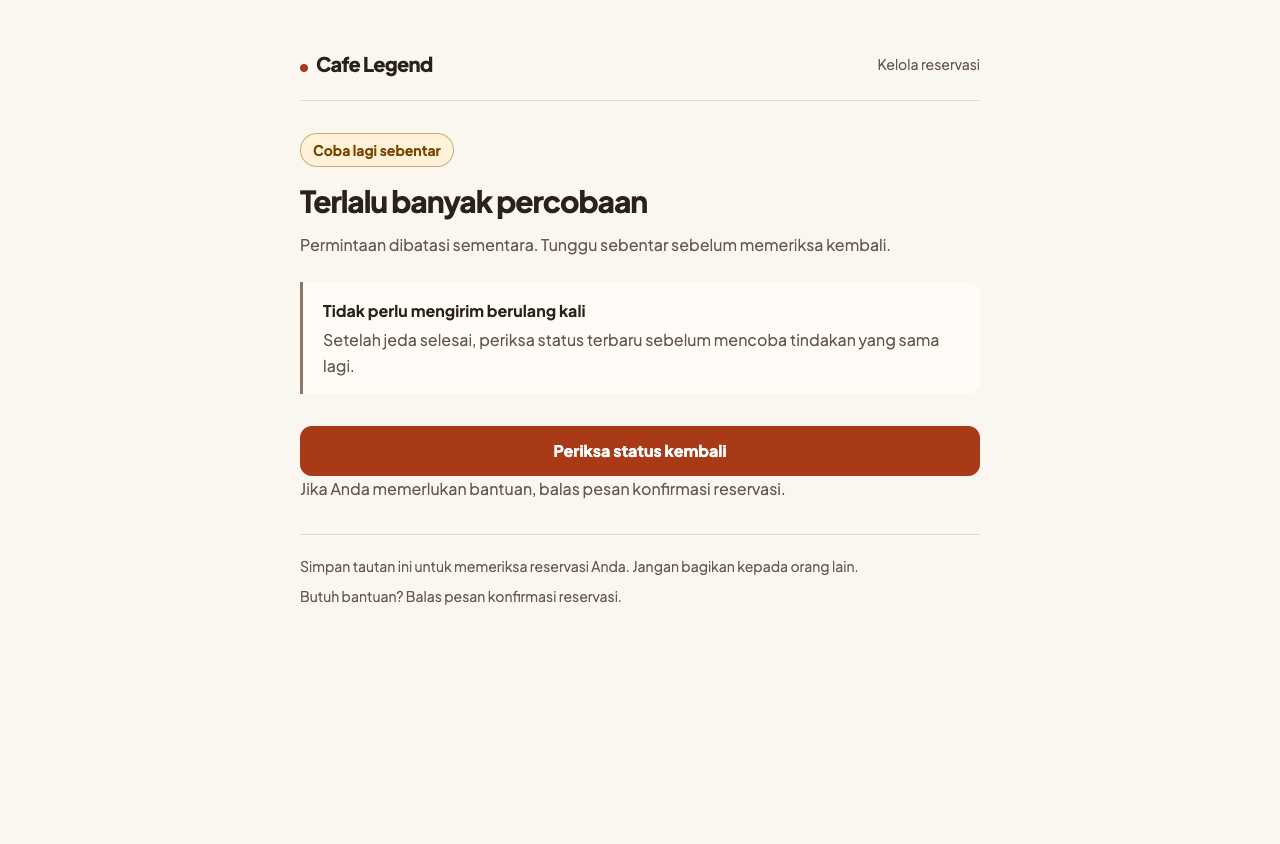 Cafe Legend
Kelola reservasi
Coba lagi sebentar
Terlalu banyak percobaan
Permintaan dibatasi sementara. Tunggu sebentar sebelum memeriksa kembali.
Tidak perlu mengirim berulang kali
Setelah jeda selesai, periksa status terbaru sebelum mencoba tindakan yang sama
lagi.
Periksa status kembali
Jika Anda memerlukan bantuan, balas pesan konfirmasi reservasi.
Simpan tautan ini untuk memeriksa reservasi Anda. Jangan bagikan kepada orang lain.
Butuh bantuan? Balas pesan konfirmasi reservasi.